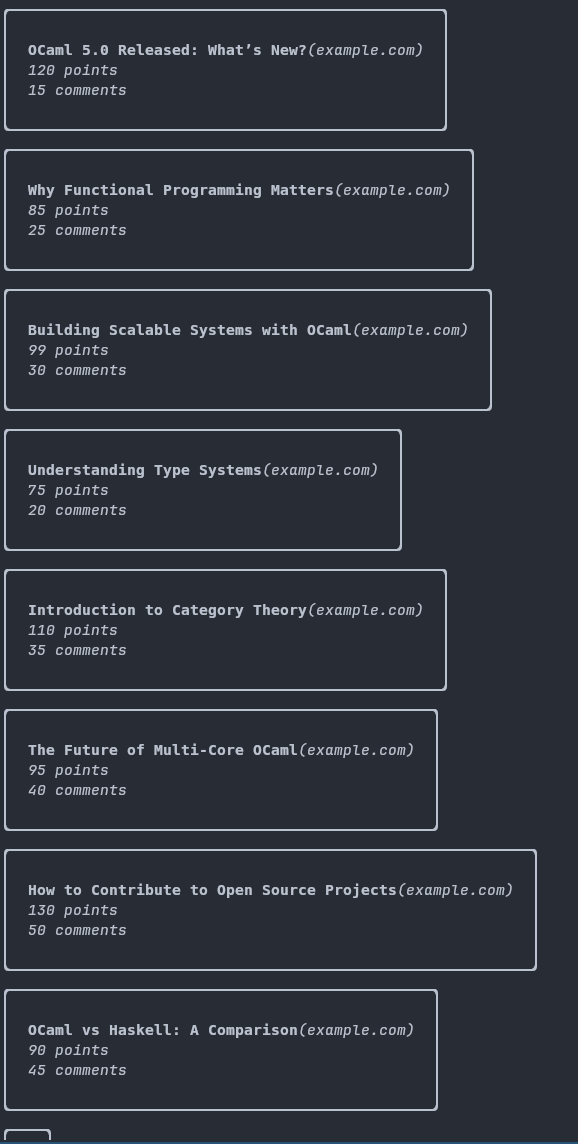 OCaml 5.0 Released: What’s New?(example.com)
120 points
15 comments
Why Functional Programming Matters(example.com)
85 points
25 comments
Building Scalable Systems with OCaml(example.com)
99 points
30 comments
Understanding Type Systems(example.com)
75 points
20 comments
Introduction to Category Theory(example.com)
110 points
35 comments
The Future of Multi-Core OCaml(example.com)
95 points
40 comments
How to Contribute to Open Source Projects(example.com)
130 points
50 comments
OCaml vs Haskell: A Comparison(example.com)
90 points
45 comments